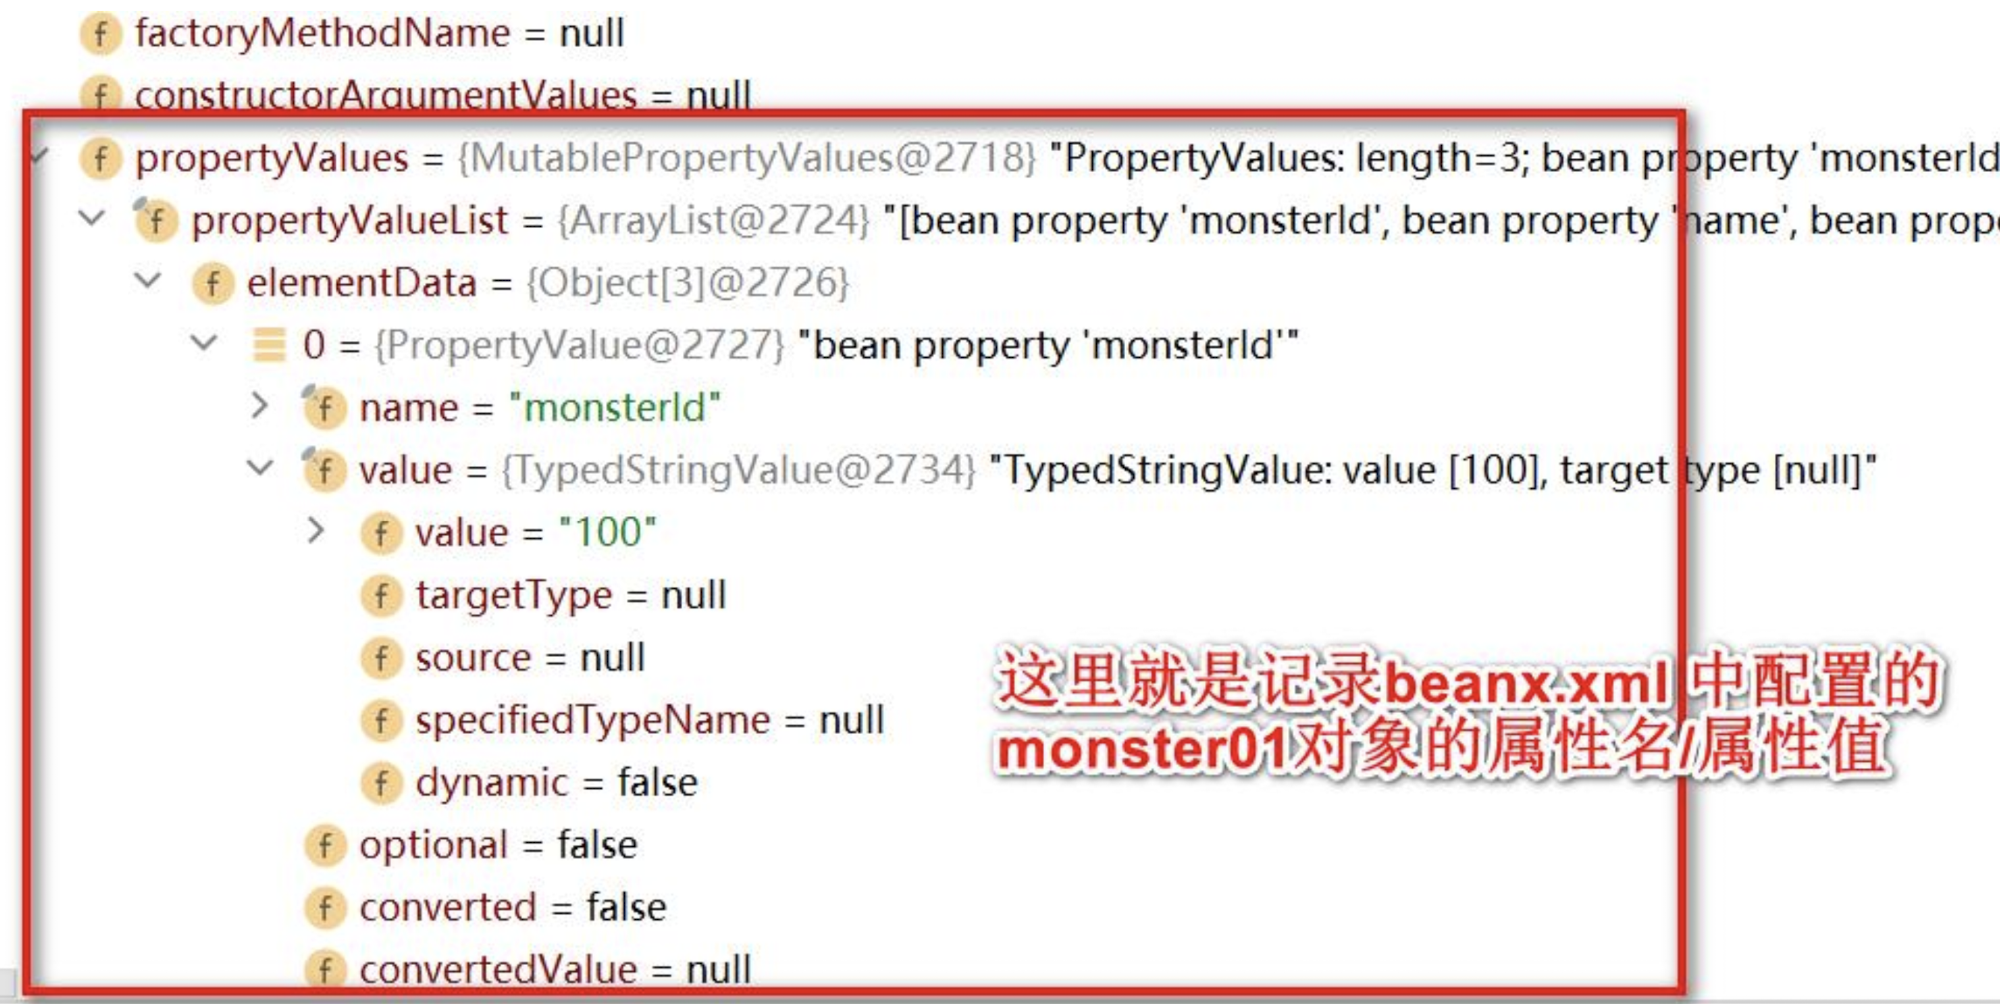 f factoryMethodName = null
f constructorArgumentValues = null
f propertyValues = {MutablePropertyValues@2718} "PropertyValues: length=3; bean property 'monsterId
f propertyValueList = {ArrayList@2724} "[bean property 'monsterId', bean property 'name', bean prope
f elementData = {Object[3]@2726}
0 = {PropertyValue@2727} "bean property 'monsterId'"
f name = "monsterId"
f value = {TypedStringValue@2734} "TypedStringValue: value [100], target type [null]"
f value = "100"
f targetType = null
f source = null
f specifiedTypeName = null
f dynamic = false
f optional = false
f converted = false
f convertedValue = null
这里就是记录beanx.xml 中配置的
monster01对象的属性名/属性值